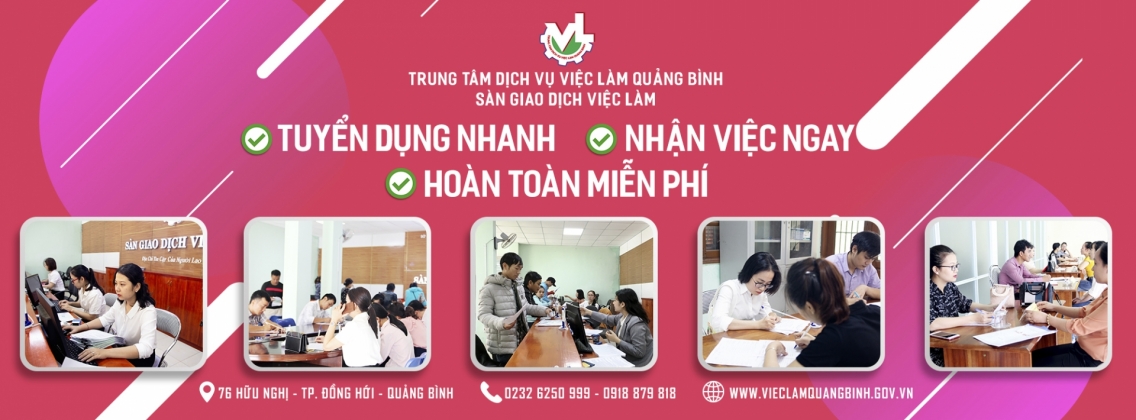 TRUNG TÂM DỊCH VỤ VIỆC LÀM QUẢNG BÌNH
SÀN GIAO DỊCH VIỆC LÀM
TUYỂN DỤNG NHANH
NHẬN VIỆC NGAY
HOÀN TOÀN MIỄN PHÍ
SÀN GIAO DỊCH VI
SÀN
76 HỮU NGHỊ - TP. ĐỒNG HỚI - QUẢNG BÌNH
0232 6250 999 - 0918 879 818
WWW.VIECLAMQUANGBINH.GOV.VN